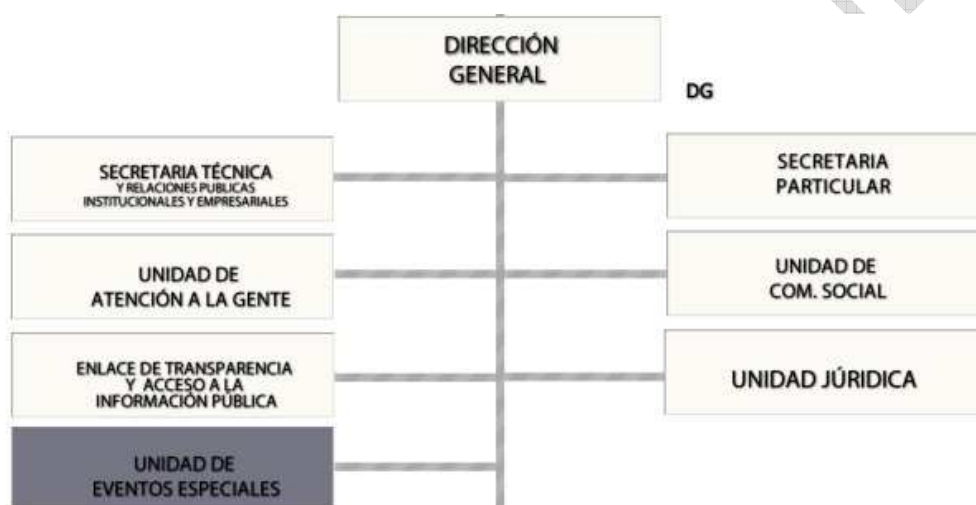 DIRECCIÓN
GENERAL
DG
SECRETARIA TÉCNICA
Y RELACIONES PUBLICAS
INSTITUCIONALES Y EMPRESARIALES
SECRETARIA
PARTICULAR
UNIDAD DE
ATENCIÓN A LA GENTE
UNIDAD DE
COM. SOCIAL
ENLACE DE TRANSPARENCIA
Y ACCESO A LA
INFORMACIÓN PÚBLICA
UNIDAD JÚRIDICA
UNIDAD DE
EVENTOS ESPECIALES